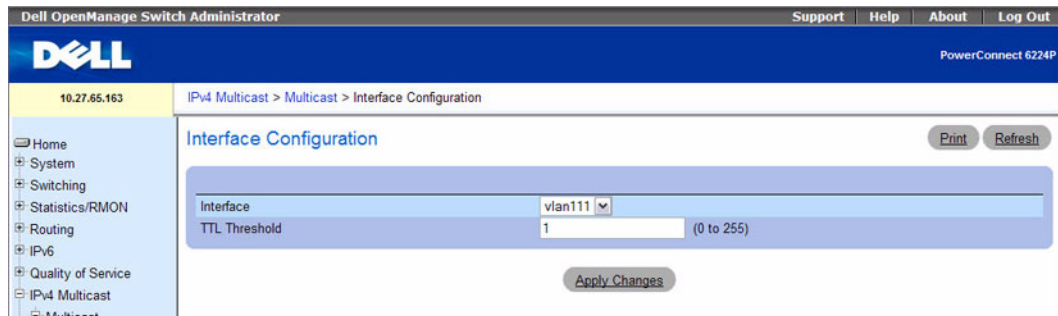 Dell OpenManage Switch Administrator
Support Help About Log Out
DELL
PowerConnect 6224P
10.27.65.163
IPv4 Multicast > Multicast > Interface Configuration
Home
System
Switching
Statistics/RMON
Routing
IPv6
Quality of Service
IPv4 Multicast
Multicast
Interface Configuration
Print Refresh
Interface vlan111
TTL Threshold 1 (0 to 255)
Apply Changes